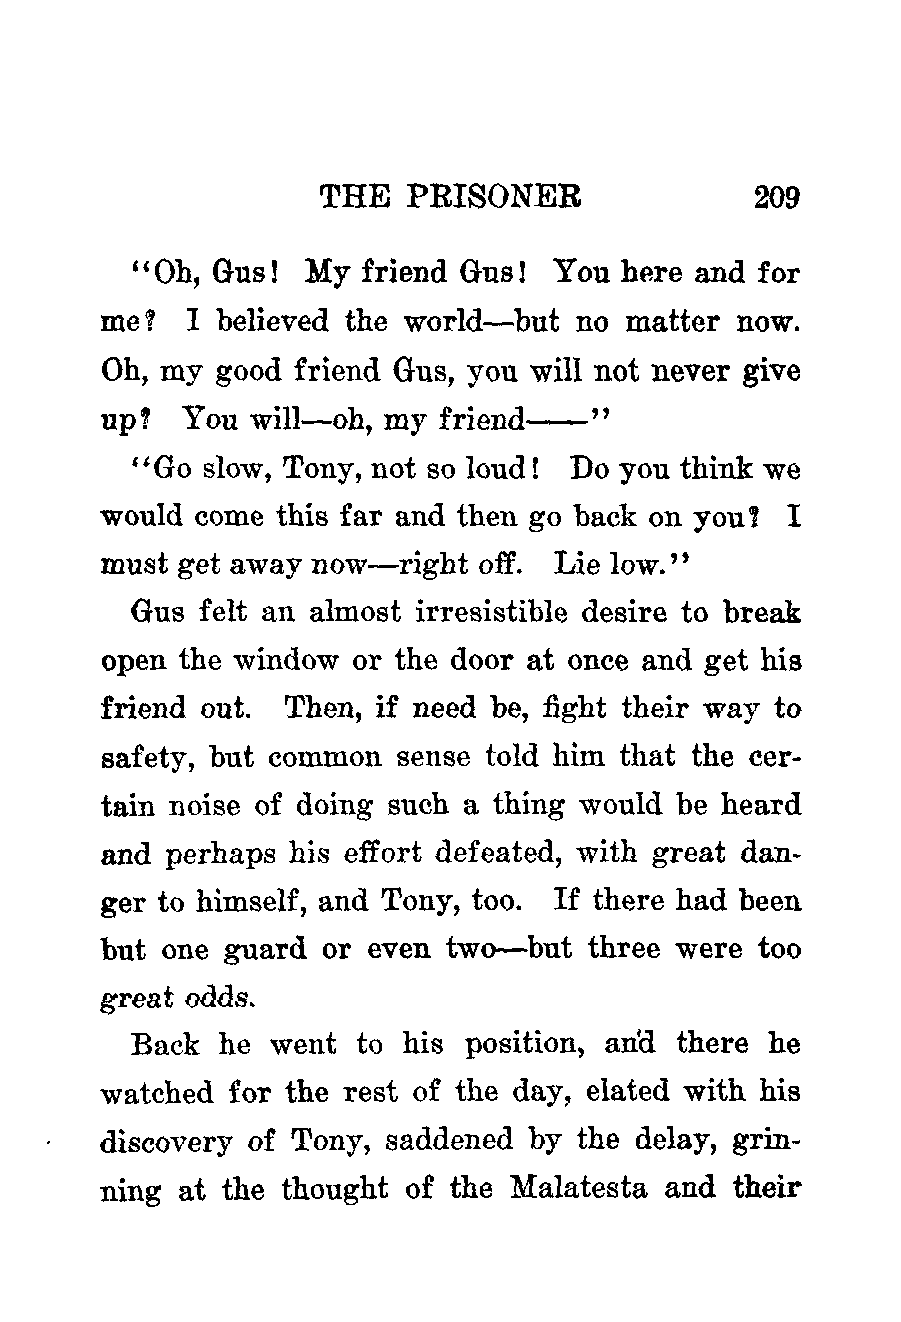 THE PRISONER 209
“Oh, Gus! My friend Gus! You here and for
me? I believed the world—but no matter now.
Oh, my good friend Gus, you will not never give
up? You will—oh, my friend——”
“Go slow, Tony, not so loud! Do you think we
would come this far and then go back on you? I
must get away now—right off. Lie low.”
Gus felt an almost irresistible desire to break
open the window or the door at once and get his
friend out. Then, if need be, fight their way to
safety, but common sense told him that the cer-
tain noise of doing such a thing would be heard
and perhaps his effort defeated, with great dan-
ger to himself, and Tony, too. If there had been
but one guard or even two—but three were too
great odds.
Back he went to his position, and there he
watched for the rest of the day, elated with his
discovery of Tony, saddened by the delay, grin-
ning at the thought of the Malatesta and their